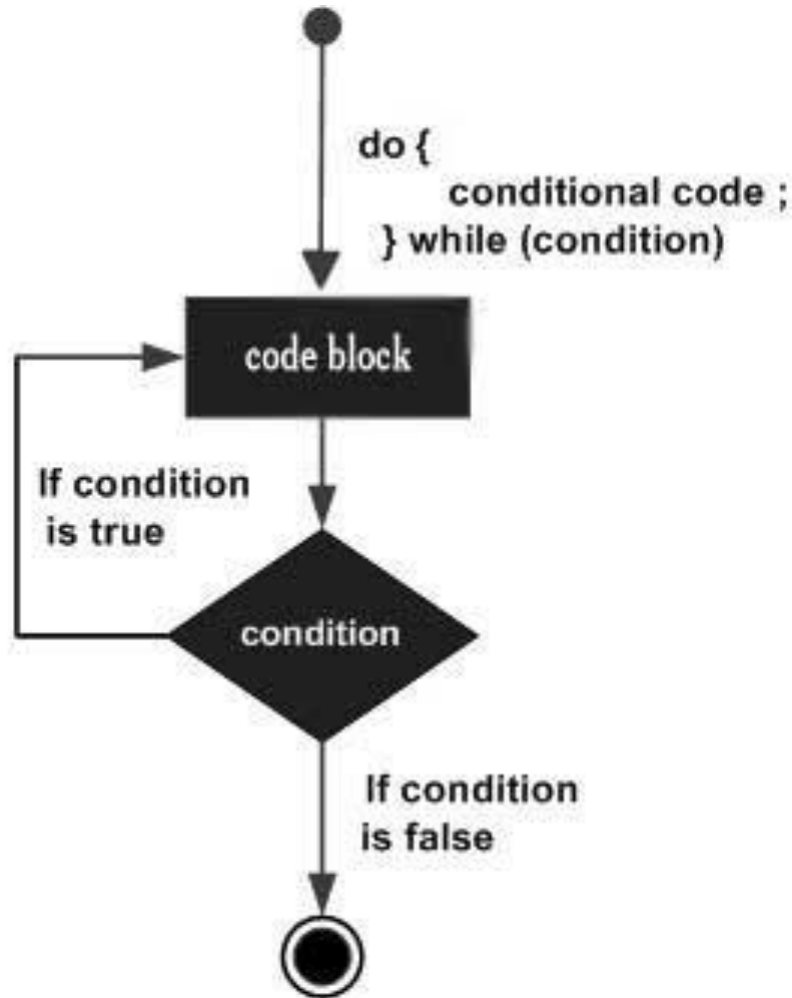 do {
conditional code ;
} while (condition)
code block
If condition
is true
condition
If condition
is false